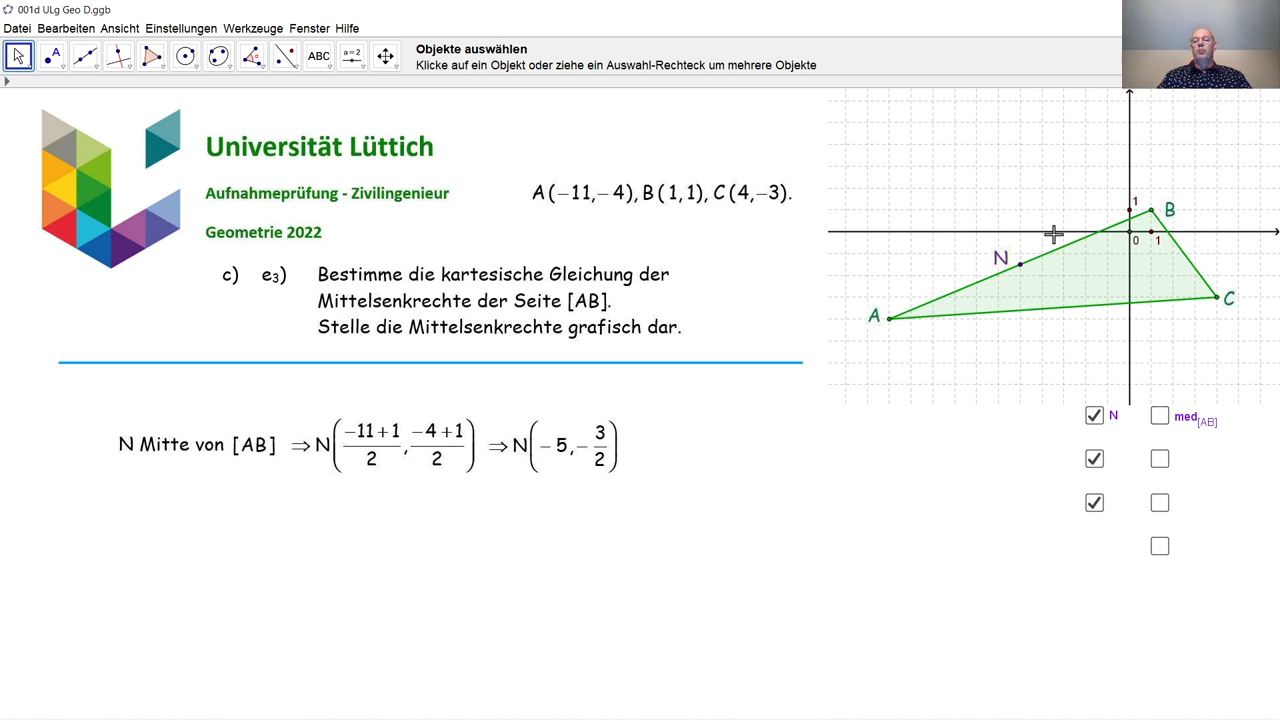 001d ULg Geo D.ggb
Datei Bearbeiten Ansicht Einstellungen Werkzeuge Fenster Hilfe
A ABC a=2
Objekte auswählen
Klicke auf ein Objekt oder ziehe ein Auswahl-Rechteck um mehrere Objekte
Universität Lüttich
Aufnahmeprüfung - Zivilingenieur
A(−11,−4), B(1,1), C(4,−3).
Geometrie 2022
c) e₃) Bestimme die kartesische Gleichung der
Mittelsenkrechte der Seite [AB].
Stelle die Mittelsenkrechte grafisch dar.
N Mitte von [AB] ⇒ N((−11+1)/2, (−4+1)/2) ⇒ N(−5, −3/2)
1
B
0 1
N
C
A
N med[AB]